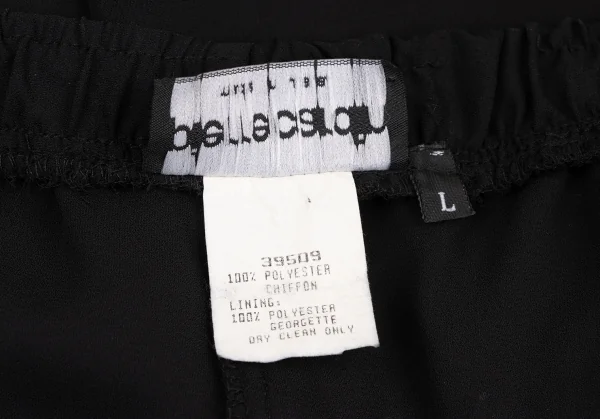 L
39509
100% POLYESTER
CHIFFON
LINING:
100% POLYESTER
GEORGETTE
DRY CLEAN ONLY